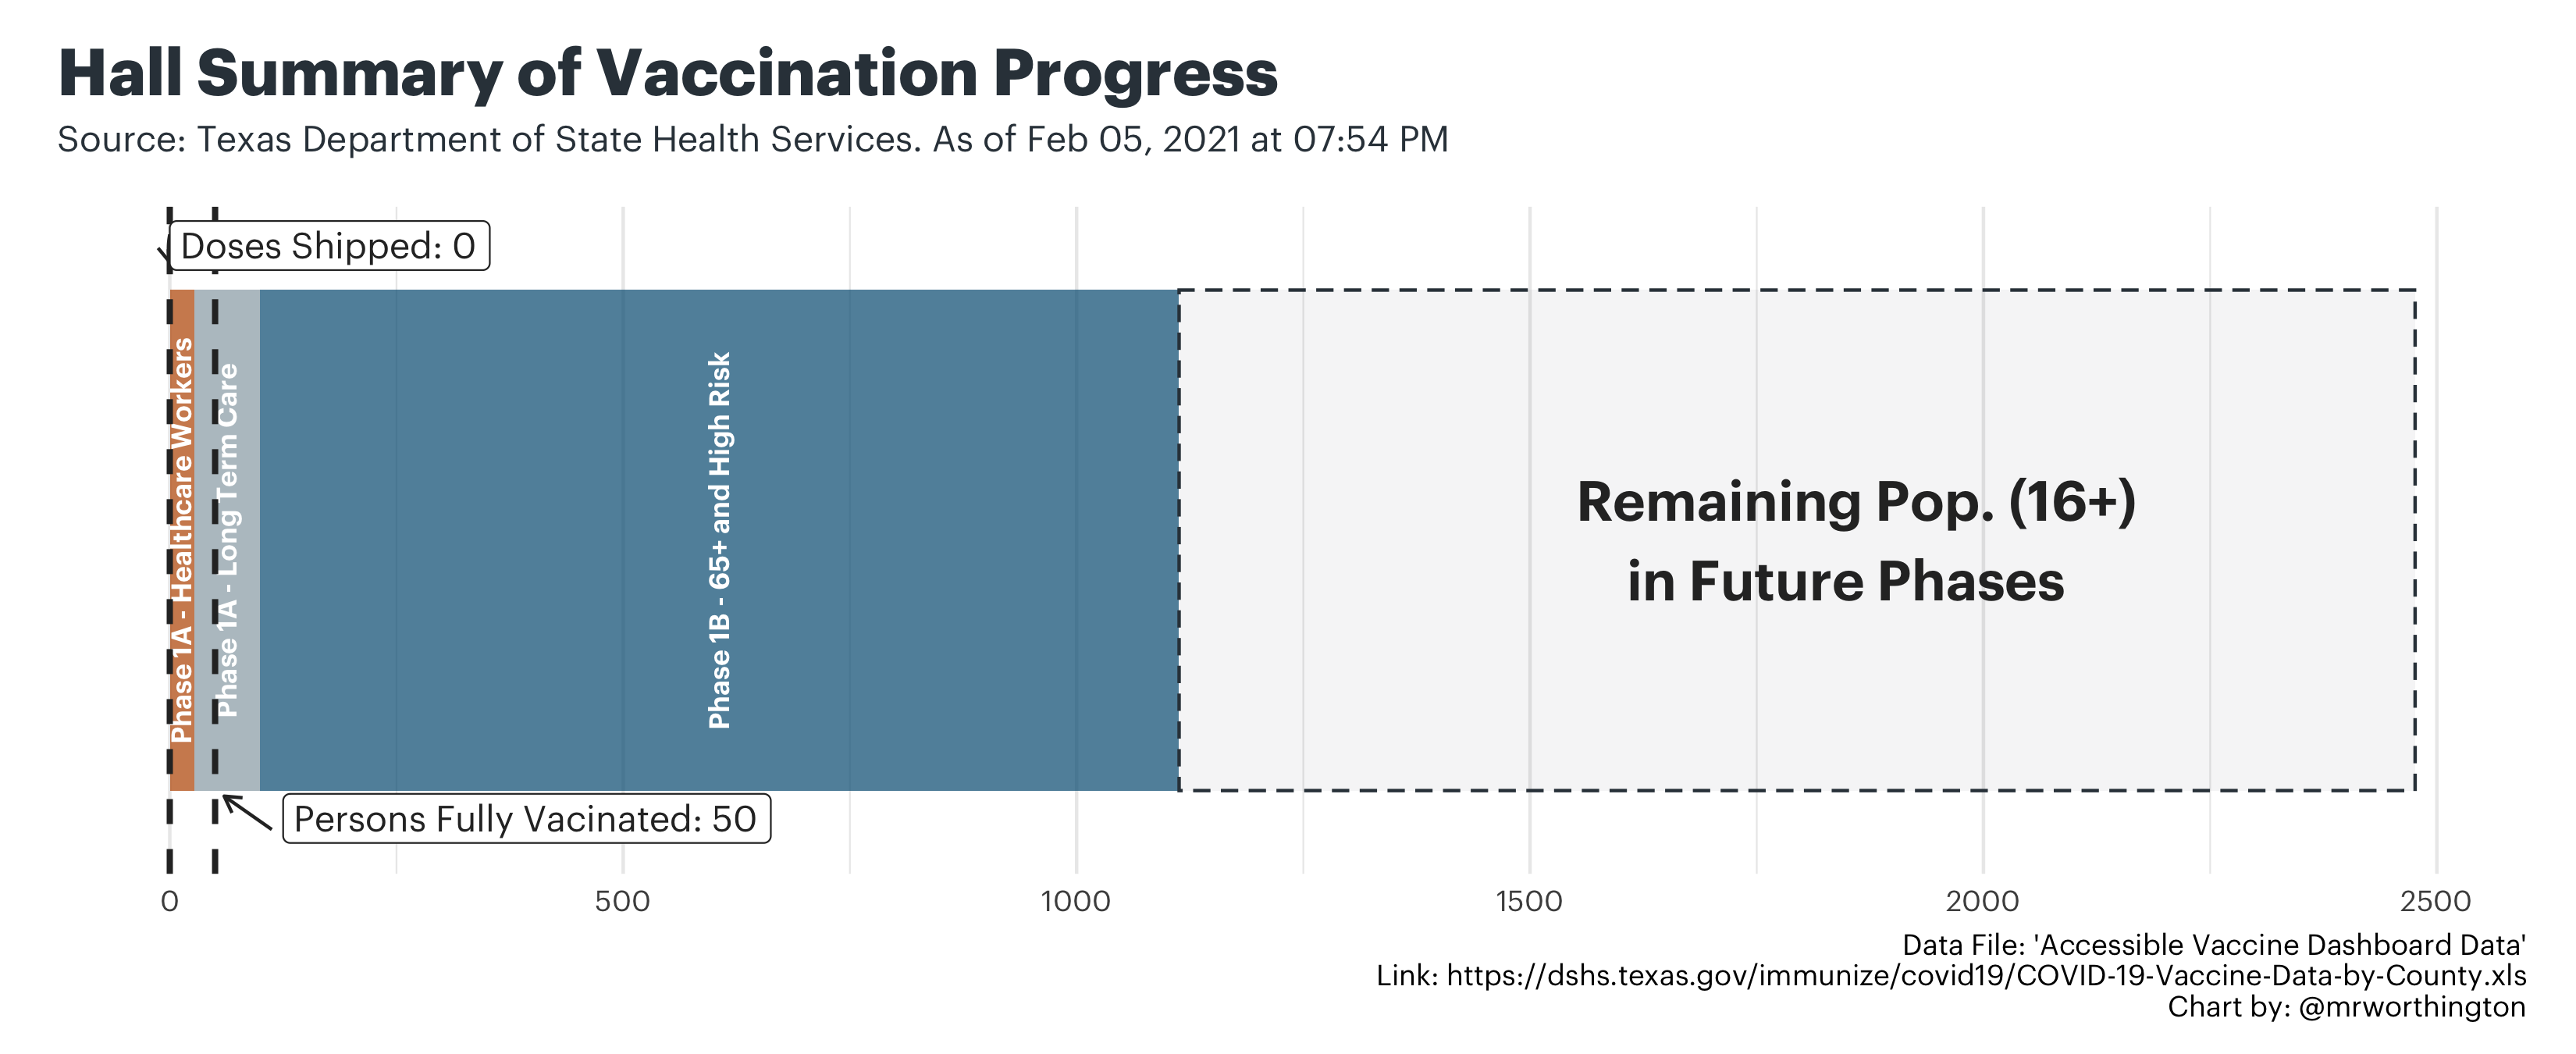 Hall Summary of Vaccination Progress
Source: Texas Department of State Health Services. As of Feb 05, 2021 at 07:54 PM
Doses Shipped: 0
Phase 1A - Healthcare Workers
Phase 1A - Long Term Care
Phase 1B - 65+ and High Risk
Remaining Pop. (16+)
in Future Phases
Persons Fully Vacinated: 50
0 500 1000 1500 2000 2500
Data File: 'Accessible Vaccine Dashboard Data'
Link: https://dshs.texas.gov/immunize/covid19/COVID-19-Vaccine-Data-by-County.xls
Chart by: @mrworthington